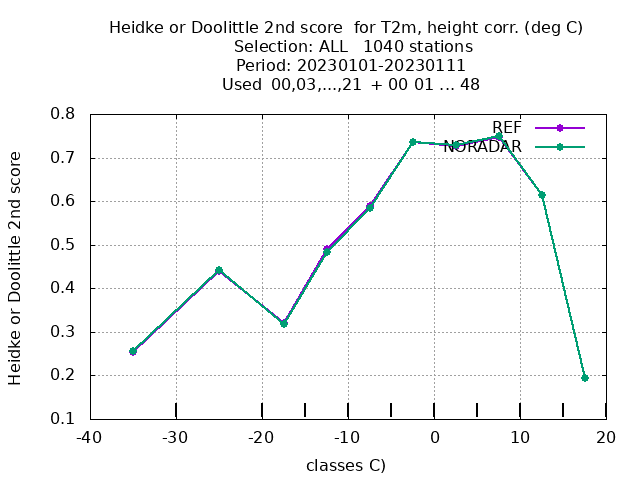 Heidke or Doolittle 2nd score  for T2m, height corr. (deg C)
Selection: ALL   1040 stations
Period: 20230101-20230111
Used  00,03,...,21  + 00 01 ... 48
Heidke or Doolittle 2nd score
0.8
0.7
0.6
0.5
0.4
0.3
0.2
0.1
REF
NORADAR
-40
-30
-20
-10
0
10
20
classes C)